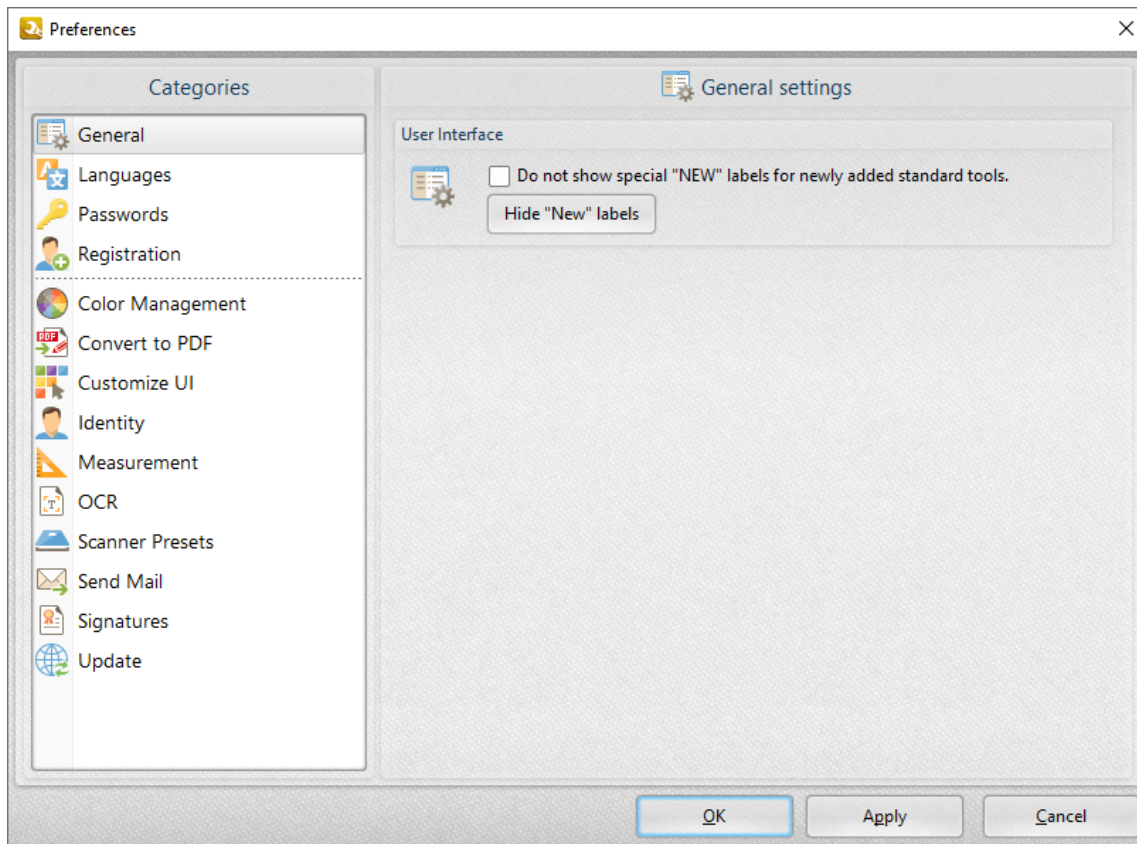 Preferences
Categories
General
Languages
Passwords
Registration
Color Management
PDF
Convert to PDF
Customize UI
Identity
Measurement
T
OCR
Scanner Presets
Send Mail
Signatures
Update
General settings
User Interface
Do not show special "NEW" labels for newly added standard tools.
Hide "New" labels
OK
Apply
Cancel